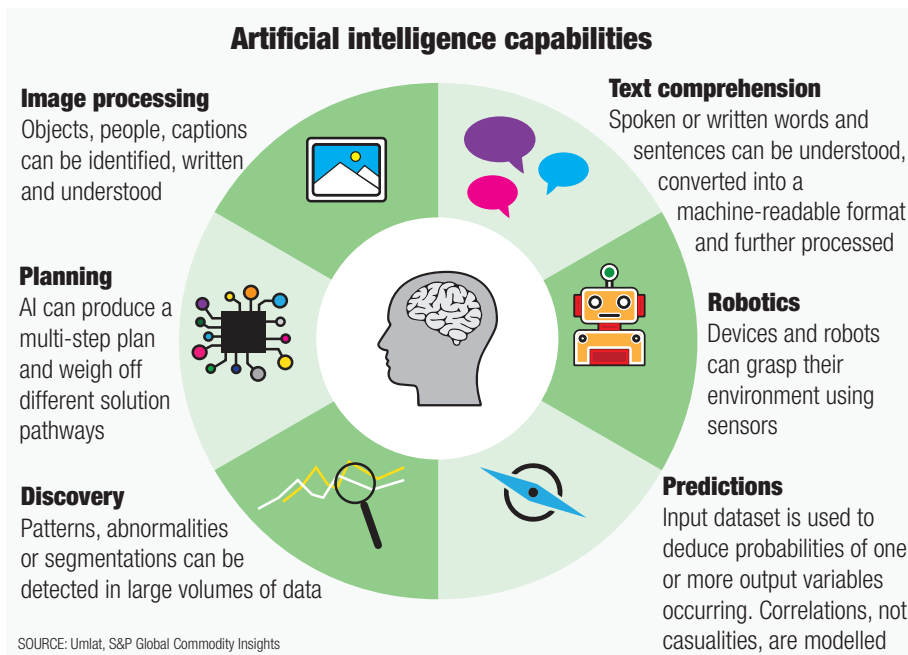 Artificial intelligence capabilities
Image processing
Objects, people, captions
can be identified, written
and understood
Text comprehension
Spoken or written words and
sentences can be understood,
converted into a
machine-readable format
and further processed
Planning
AI can produce a
multi-step plan
and weigh off
different solution
pathways
Robotics
Devices and robots
can grasp their
environment using
sensors
Discovery
Patterns, abnormalities
or segmentations can be
detected in large volumes of data
Predictions
Input dataset is used to
deduce probabilities of one
or more output variables
occurring. Correlations, not
casualities, are modelled
SOURCE: Umlat, S&P Global Commodity Insights